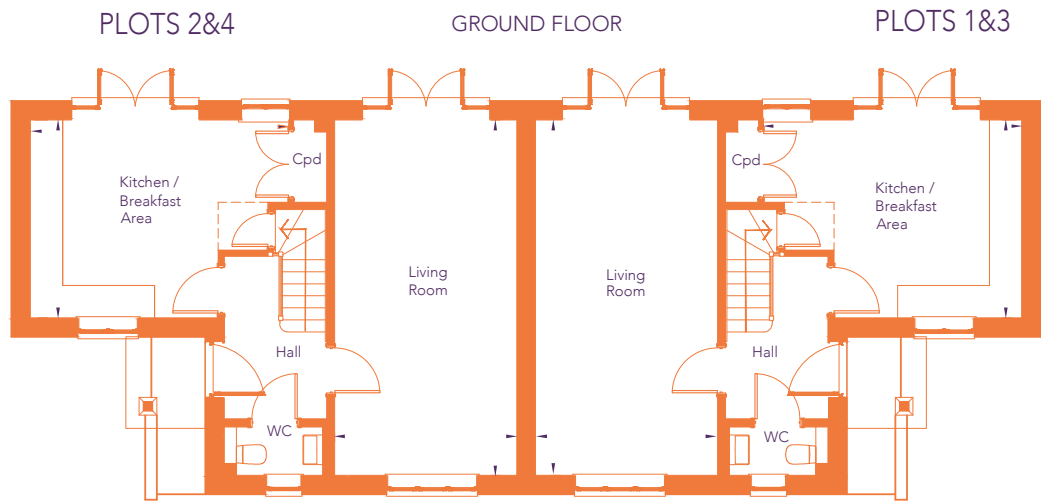 PLOTS 2&4
GROUND FLOOR
PLOTS 1&3
Cpd
Kitchen /
Breakfast
Area
Living
Room
Hall
WC
Living
Room
Cpd
Kitchen /
Breakfast
Area
Hall
WC